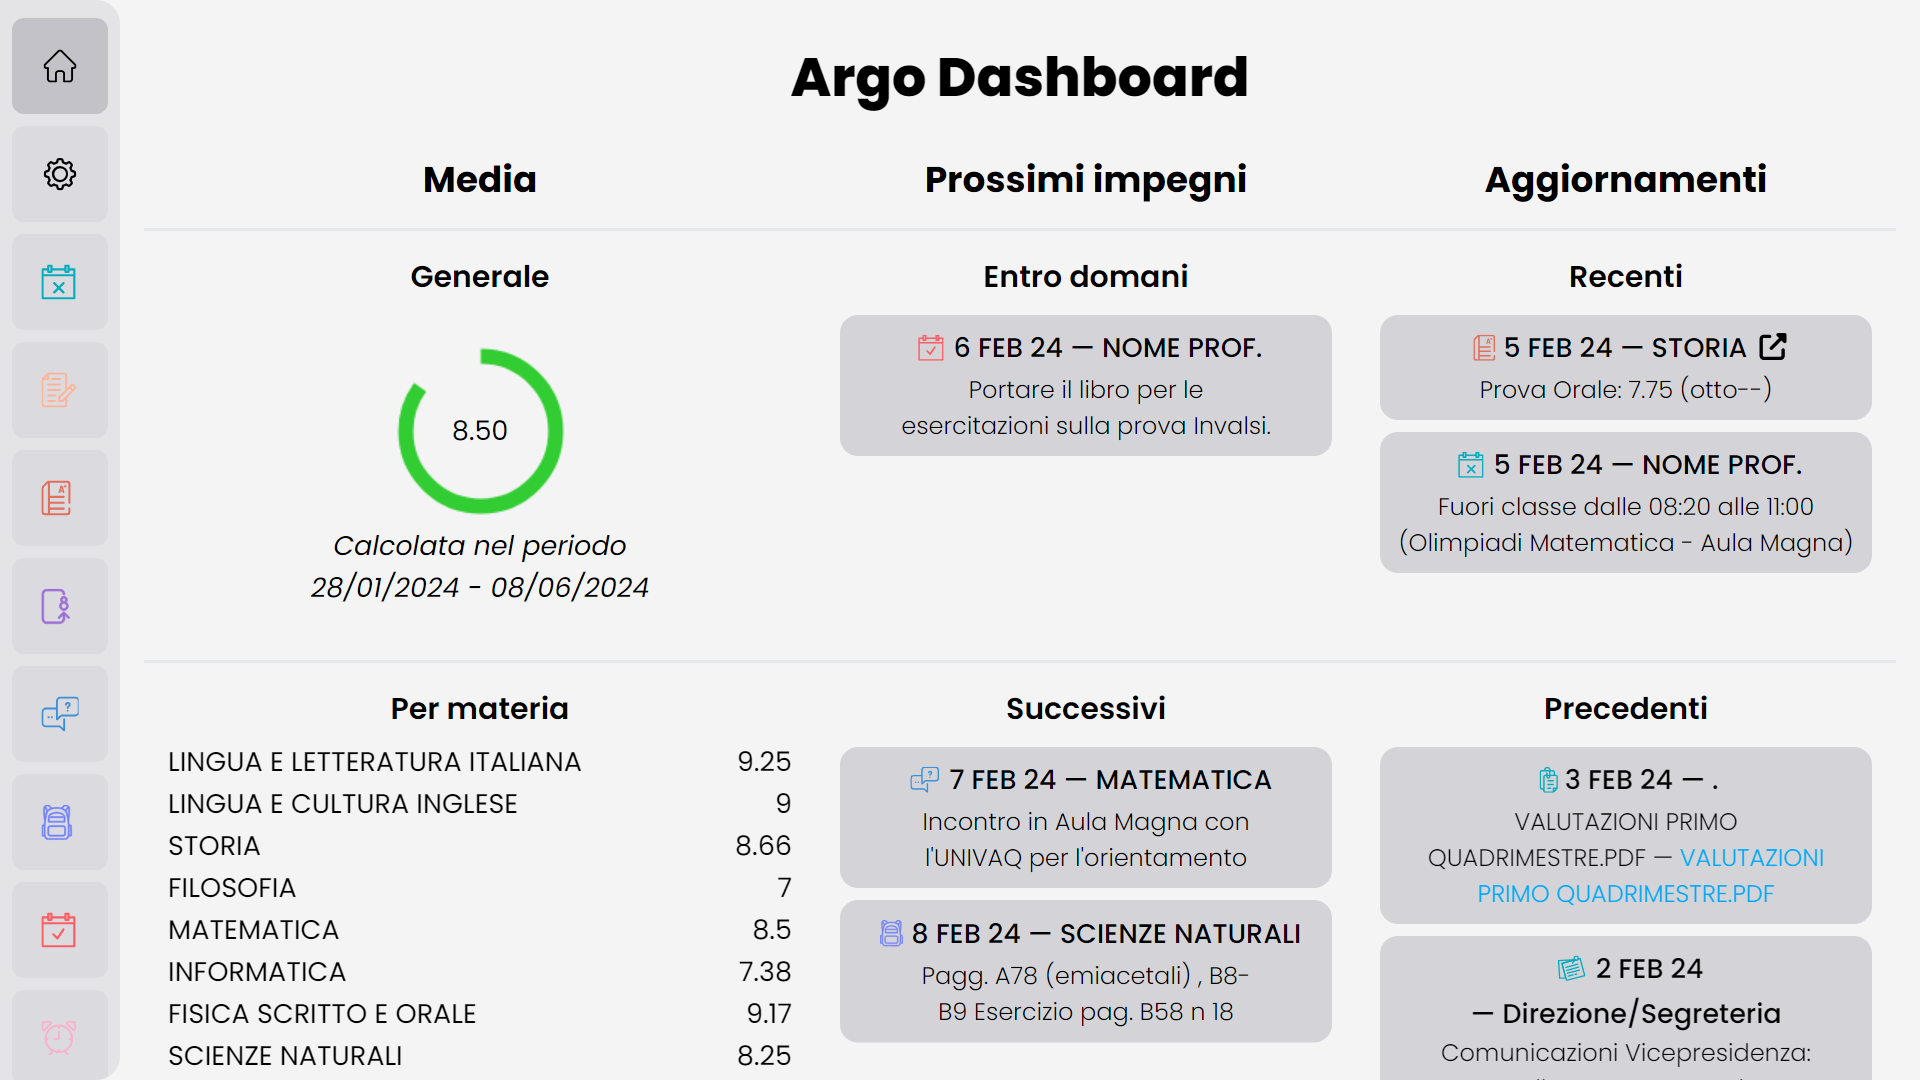 Argo Dashboard
Media
Prossimi impegni
Aggiornamenti
Generale
8.50
Calcolata nel periodo
28/01/2024 - 08/06/2024
Entro domani
6 FEB 24 — NOME PROF.
Portare il libro per le
esercitazioni sulla prova Invalsi.
Recenti
5 FEB 24 — STORIA
Prova Orale: 7.75 (otto--)
5 FEB 24 — NOME PROF.
Fuori classe dalle 08:20 alle 11:00
(Olimpiadi Matematica - Aula Magna)
Per materia
LINGUA E LETTERATURA ITALIANA 9.25
LINGUA E CULTURA INGLESE 9
STORIA 8.66
FILOSOFIA 7
MATEMATICA 8.5
INFORMATICA 7.38
FISICA SCRITTO E ORALE 9.17
SCIENZE NATURALI 8.25
Successivi
7 FEB 24 — MATEMATICA
Incontro in Aula Magna con
l'UNIVAQ per l'orientamento
8 FEB 24 — SCIENZE NATURALI
Pagg. A78 (emiacetali) , B8-
B9 Esercizio pag. B58 n 18
Precedenti
3 FEB 24 — .
VALUTAZIONI PRIMO
QUADRIMESTRE.PDF — VALUTAZIONI
PRIMO QUADRIMESTRE.PDF
2 FEB 24
— Direzione/Segreteria
Comunicazioni Vicepresidenza: